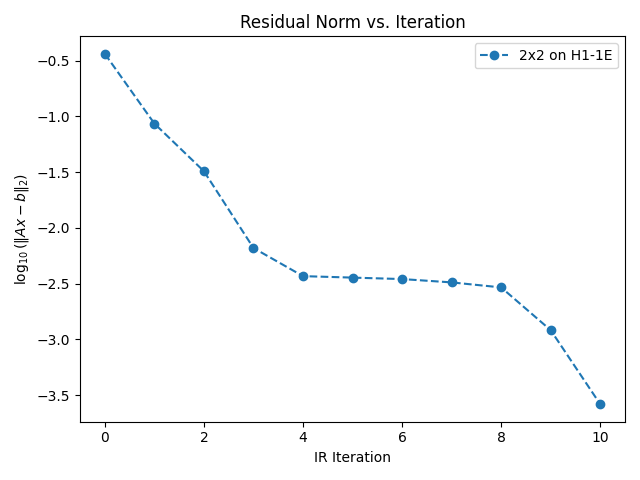 Residual Norm vs. Iteration
2x2 on H1-1E
−0.5
−1.0
−1.5
−2.0
−2.5
−3.0
−3.5
log₁₀(‖Ax − b‖₂)
0 2 4 6 8 10
IR Iteration